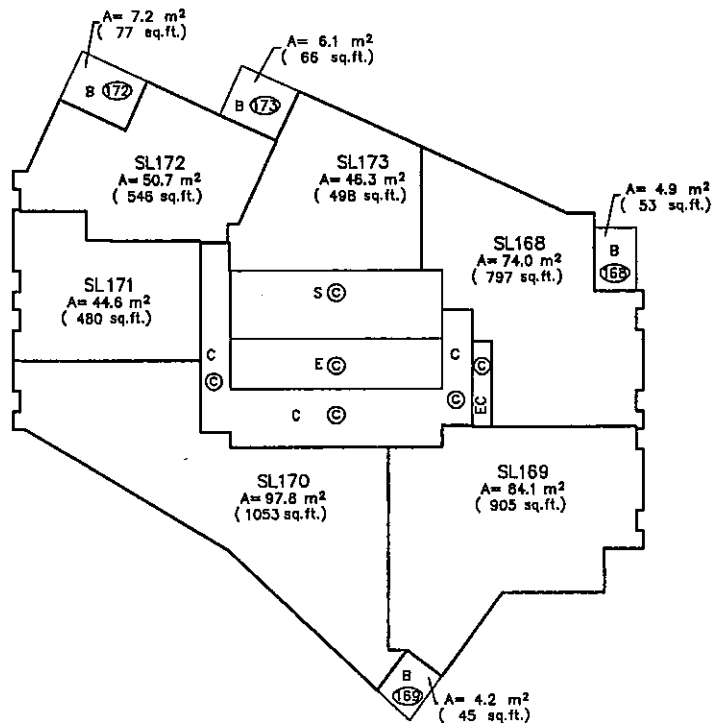 A= 7.2 m²
( 77 sq.ft.)
A= 6.1 m²
( 66 sq.ft.)
B 172
B 173
SL172
A= 50.7 m²
( 546 sq.ft.)
SL173
A= 46.3 m²
( 498 sq.ft.)
A= 4.9 m²
( 53 sq.ft.)
SL168
A= 74.0 m²
( 797 sq.ft.)
B
168
SL171
A= 44.6 m²
( 480 sq.ft.)
S C
C
C
E C
C
C
C
EC
C C
SL170
A= 97.8 m²
( 1053 sq.ft.)
SL169
A= 84.1 m²
( 905 sq.ft.)
B
169
A= 4.2 m²
( 45 sq.ft.)